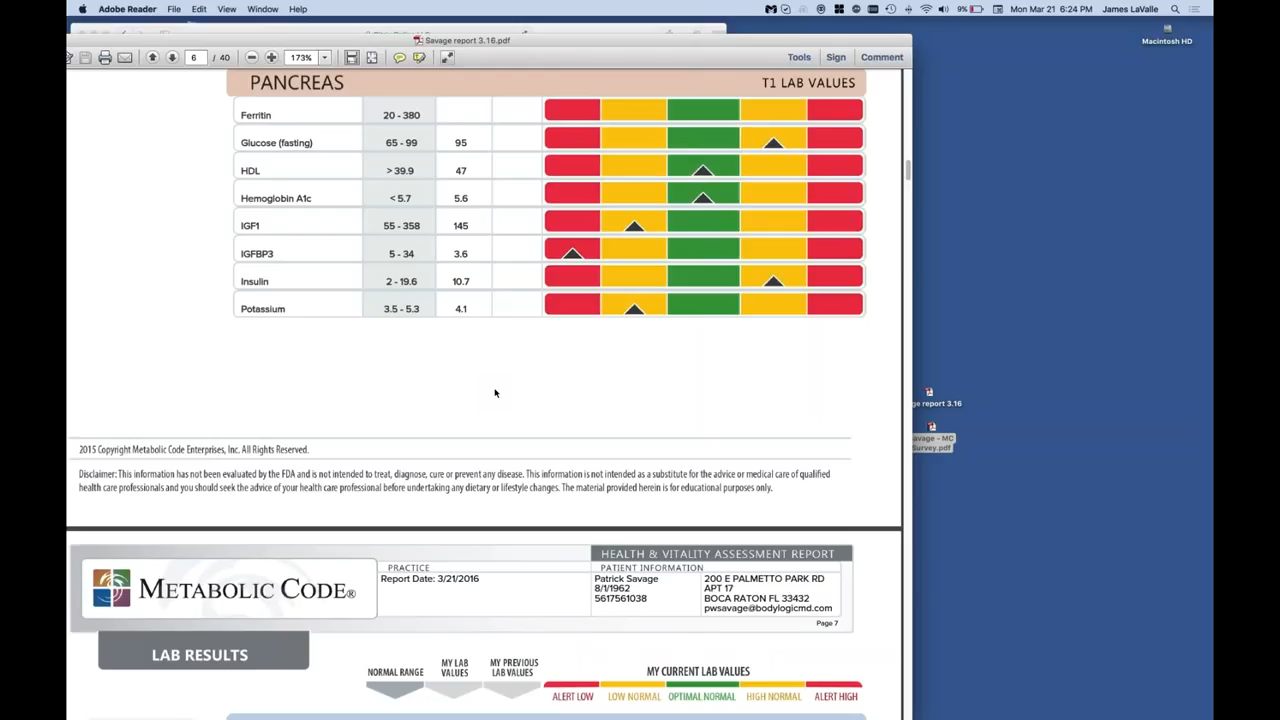 Adobe Reader File Edit View Window Help 9% Mon Mar 21 6:24 PM James LaValle
Macintosh HD
Savage report 3.16.pdf
6 / 40 173% Tools Sign Comment
PANCREAS T1 LAB VALUES
Ferritin 20 - 380
Glucose (fasting) 65 - 99 95
HDL > 39.9 47
Hemoglobin A1c < 5.7 5.6
IGF1 55 - 358 145
IGFBP3 5 - 34 3.6
Insulin 2 - 19.6 10.7
Potassium 3.5 - 5.3 4.1
ge report 3.16
avage - MC
Survey.pdf
2015 Copyright Metabolic Code Enterprises, Inc. All Rights Reserved.
Disclaimer: This information has not been evaluated by the FDA and is not intended to treat, diagnose, cure or prevent any disease. This information is not intended as a substitute for the advice or medical care of qualified
health care professionals and you should seek the advice of your health care professional before undertaking any dietary or lifestyle changes. The material provided herein is for educational purposes only.
HEALTH & VITALITY ASSESSMENT REPORT
METABOLIC CODE®
PRACTICE PATIENT INFORMATION
Report Date: 3/21/2016 Patrick Savage 200 E PALMETTO PARK RD
8/1/1962 APT 17
5617561038 BOCA RATON FL 33432
pwsavage@bodylogicmd.com
Page 7
LAB RESULTS
NORMAL RANGE MY LAB VALUES MY PREVIOUS LAB VALUES MY CURRENT LAB VALUES
ALERT LOW LOW NORMAL OPTIMAL NORMAL HIGH NORMAL ALERT HIGH